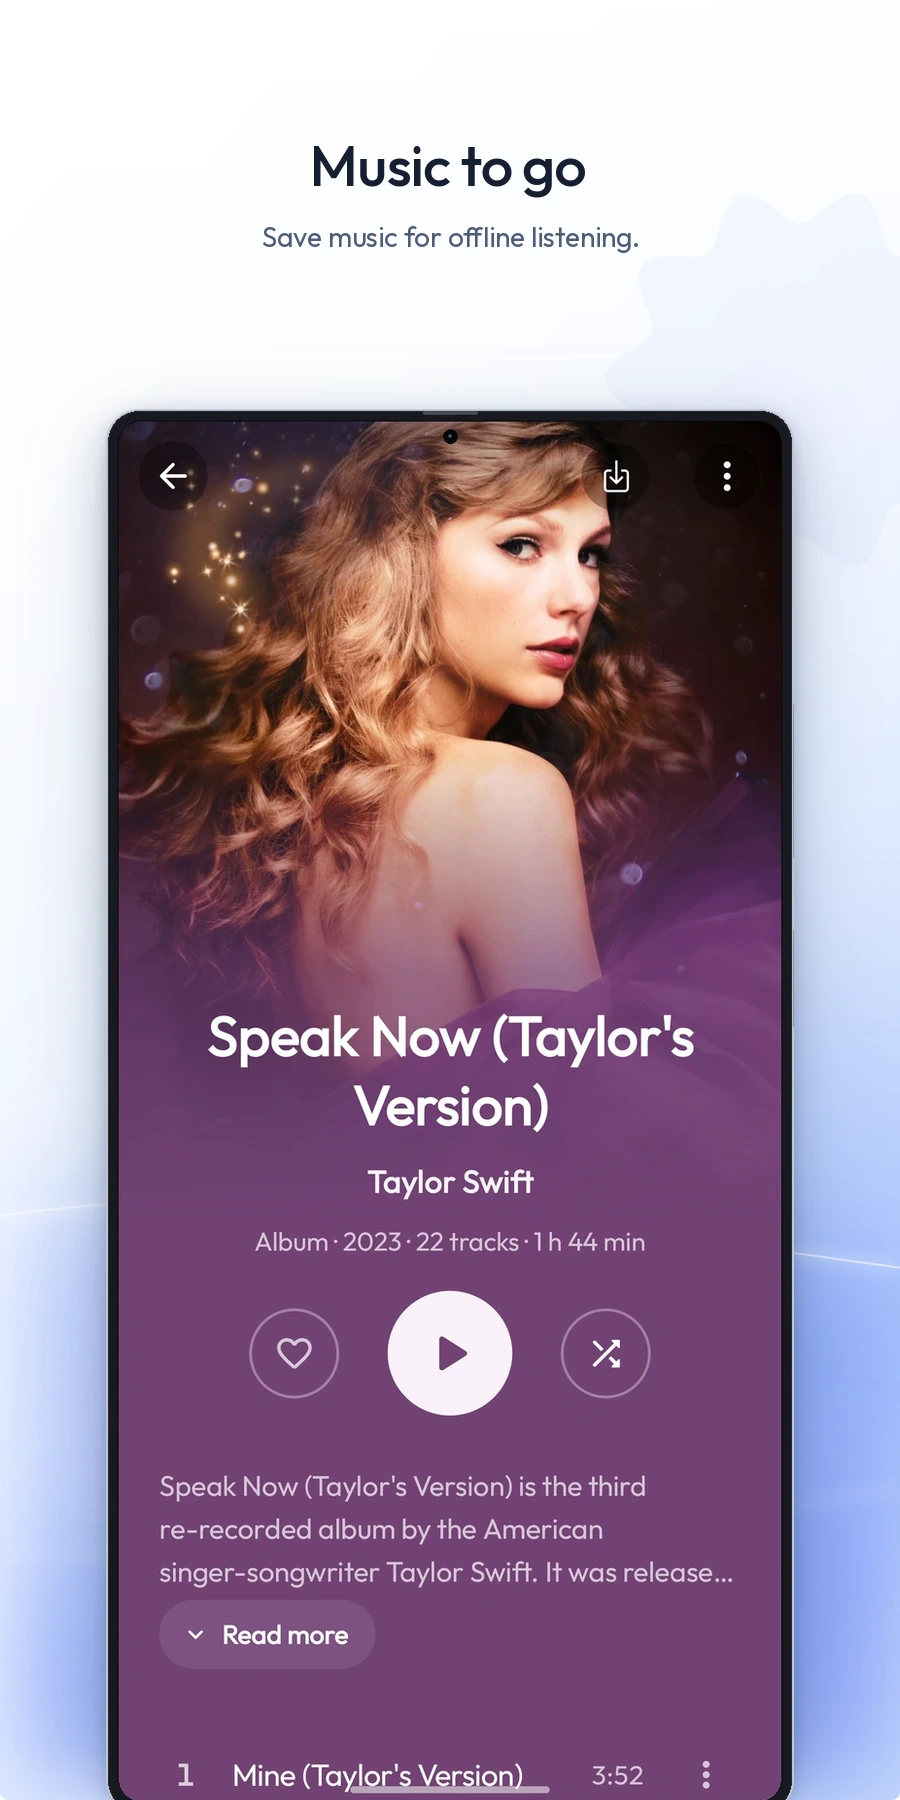 Music to go
Save music for offline listening.
Speak Now (Taylor's
Version)
Taylor Swift
Album · 2023 · 22 tracks · 1 h 44 min
Speak Now (Taylor's Version) is the third
re-recorded album by the American
singer-songwriter Taylor Swift. It was release...
Read more
1 Mine (Taylor's Version) 3:52